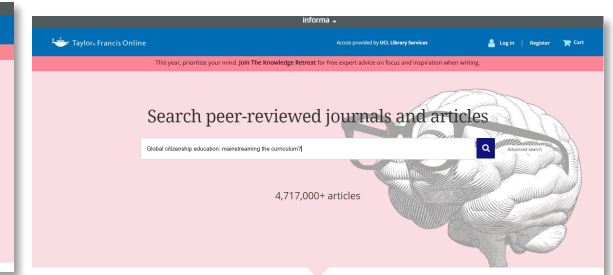 informa
Taylor & Francis Online
Access provided by UCL Library Services
Log in | Register
Cart
This year, prioritize your mind. Join The Knowledge Retreat for free expert advice on focus and inspiration when writing.
Search peer-reviewed journals and articles
Global citizenship education: mainstreaming the curriculum?
Advanced search
4,717,000+ articles